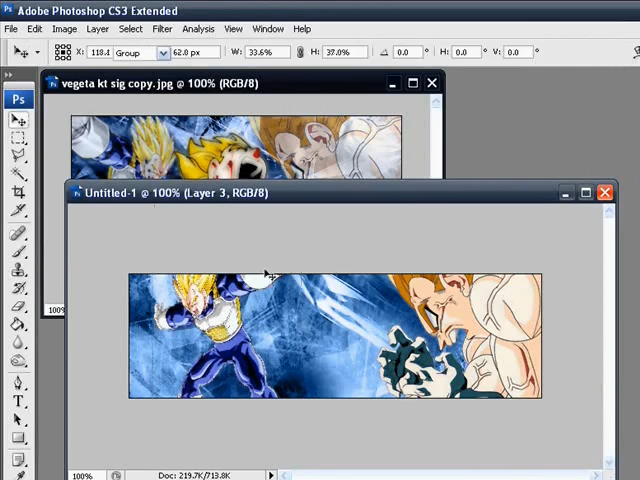 Adobe Photoshop CS3 Extended
File Edit Image Layer Select Filter Analysis View Window Help
X: 118.1 Group 62.0 px W: 33.6% H: 37.0% 0.0 ° H: 0.0 ° V: 0.0 °
Ps
vegeta kt sig copy.jpg @ 100% (RGB/8)
Untitled-1 @ 100% (Layer 3, RGB/8)
100%
100% Doc: 219.7K/713.8K